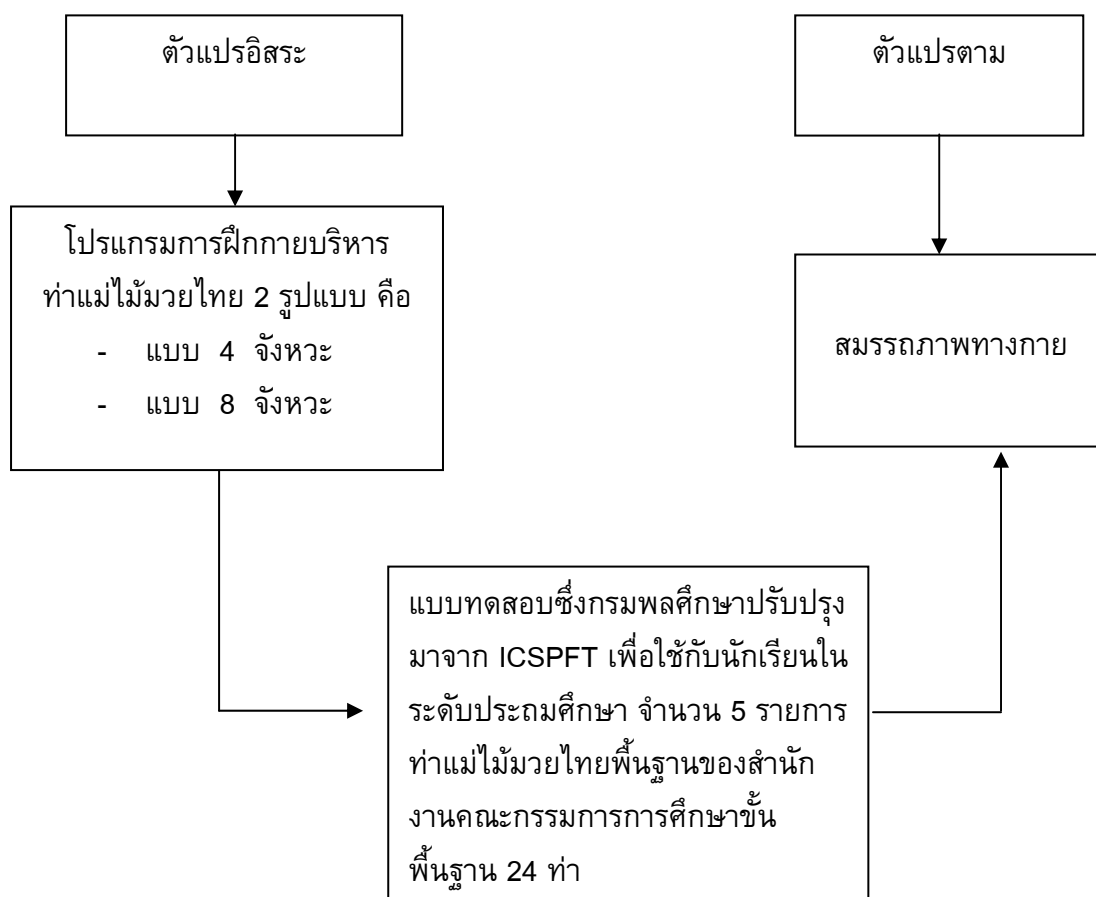 ตัวแปรอิสระ
ตัวแปรตาม
โปรแกรมการฝึกกายบริหาร
ท่าแม่ไม้มวยไทย 2 รูปแบบ คือ
- แบบ 4 จังหวะ
- แบบ 8 จังหวะ
สมรรถภาพทางกาย
แบบทดสอบซึ่งกรมพลศึกษาปรับปรุง
มาจาก ICSPFT เพื่อใช้กับนักเรียนใน
ระดับประถมศึกษา จำนวน 5 รายการ
ท่าแม่ไม้มวยไทยพื้นฐานของสำนัก
งานคณะกรรมการการศึกษาขั้น
พื้นฐาน 24 ท่า